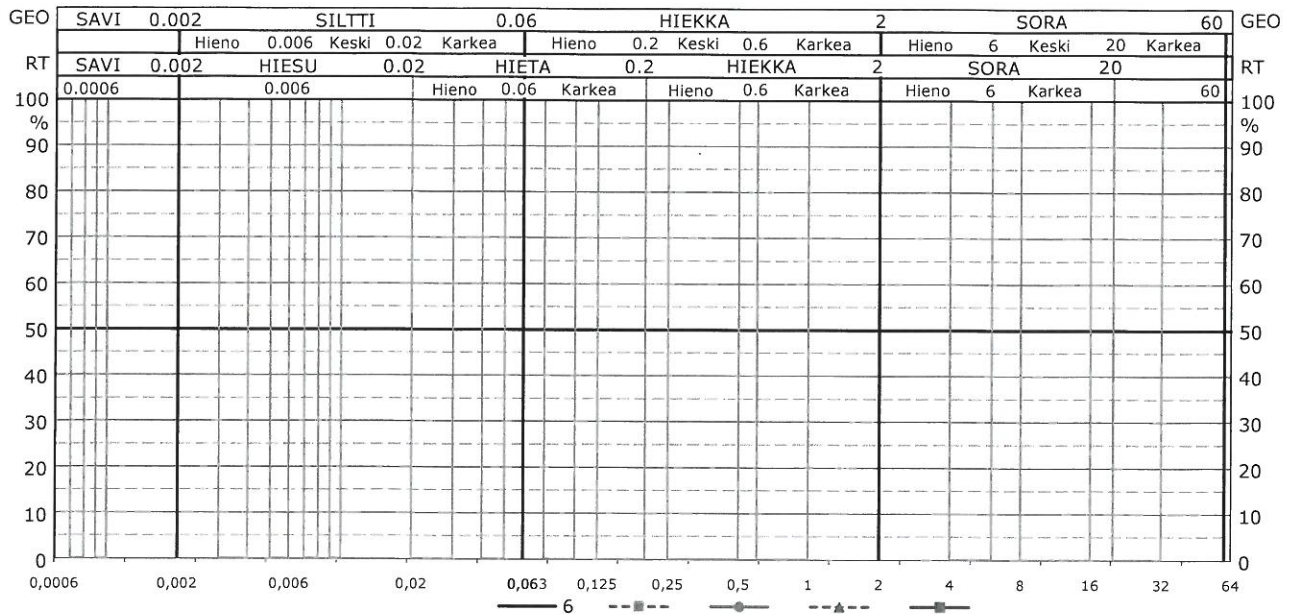 GEO SAVI 0.002 SILTTI 0.06 HIEKKA 2 SORA 60 GEO
Hieno 0.006 Keski 0.02 Karkea Hieno 0.2 Keski 0.6 Karkea Hieno 6 Keski 20 Karkea
RT SAVI 0.002 HIESU 0.02 HIETA 0.2 HIEKKA 2 SORA 20 RT
0.0006 0.006 Hieno 0.06 Karkea Hieno 0.6 Karkea Hieno 6 Karkea 60
100 100
% %
90 90
80 80
70 70
60 60
50 50
40 40
30 30
20 20
10 10
0 0
0,0006 0,002 0,006 0,02 0,063 0,125 0,25 0,5 1 2 4 8 16 32 64
6